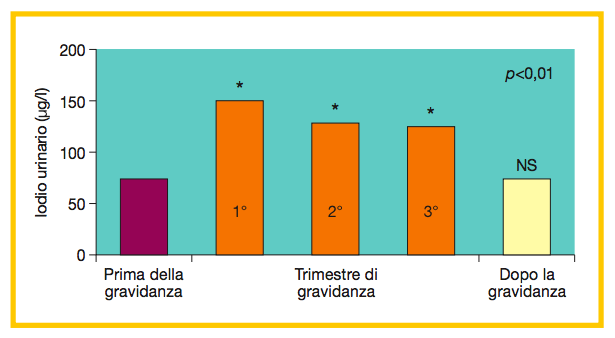 Iodio urinario (µg/l)
200
150
100
50
0
p<0,01
*
*
*
NS
1°
2°
3°
Prima della
gravidanza
Trimestre di
gravidanza
Dopo la
gravidanza